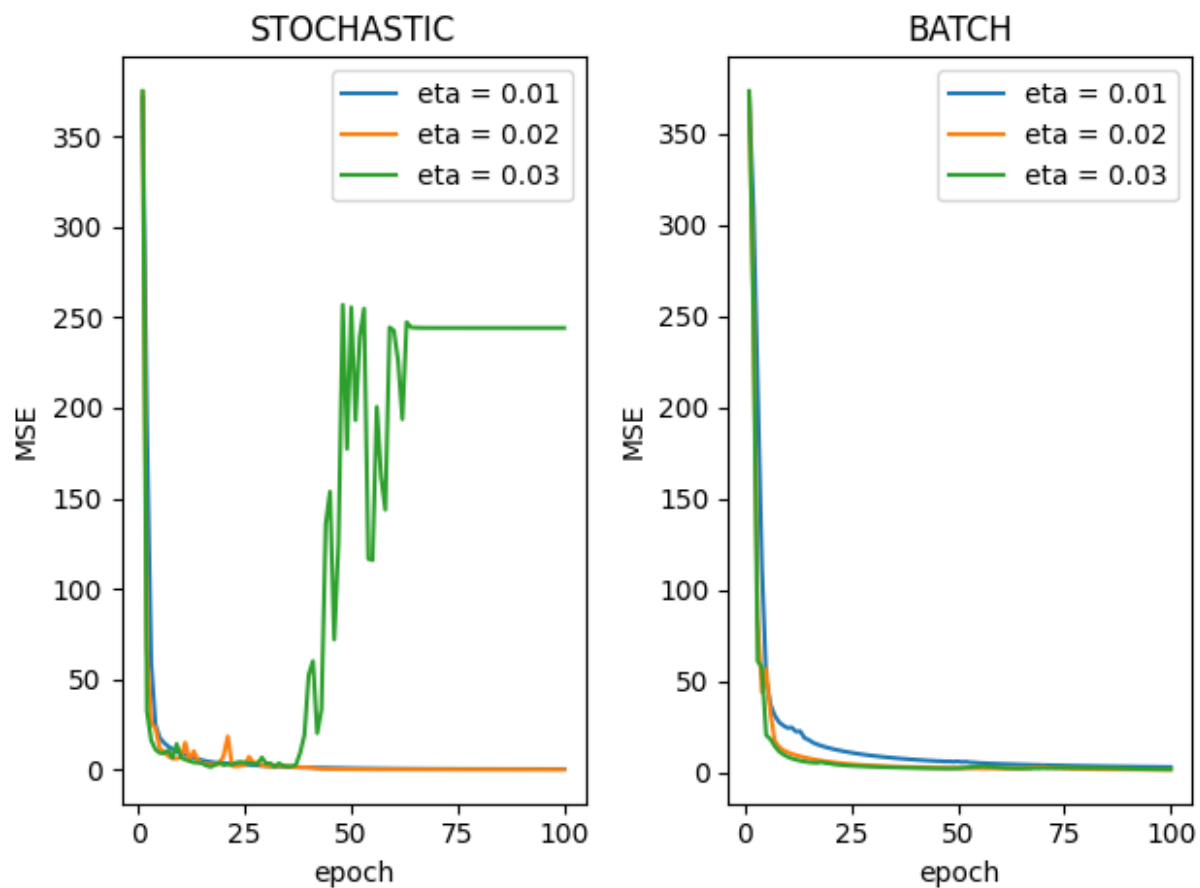 STOCHASTIC
eta = 0.01
eta = 0.02
eta = 0.03
350
300
250
200
150
100
50
0
MSE
0 25 50 75 100
epoch
BATCH
eta = 0.01
eta = 0.02
eta = 0.03
350
300
250
200
150
100
50
0
MSE
0 25 50 75 100
epoch